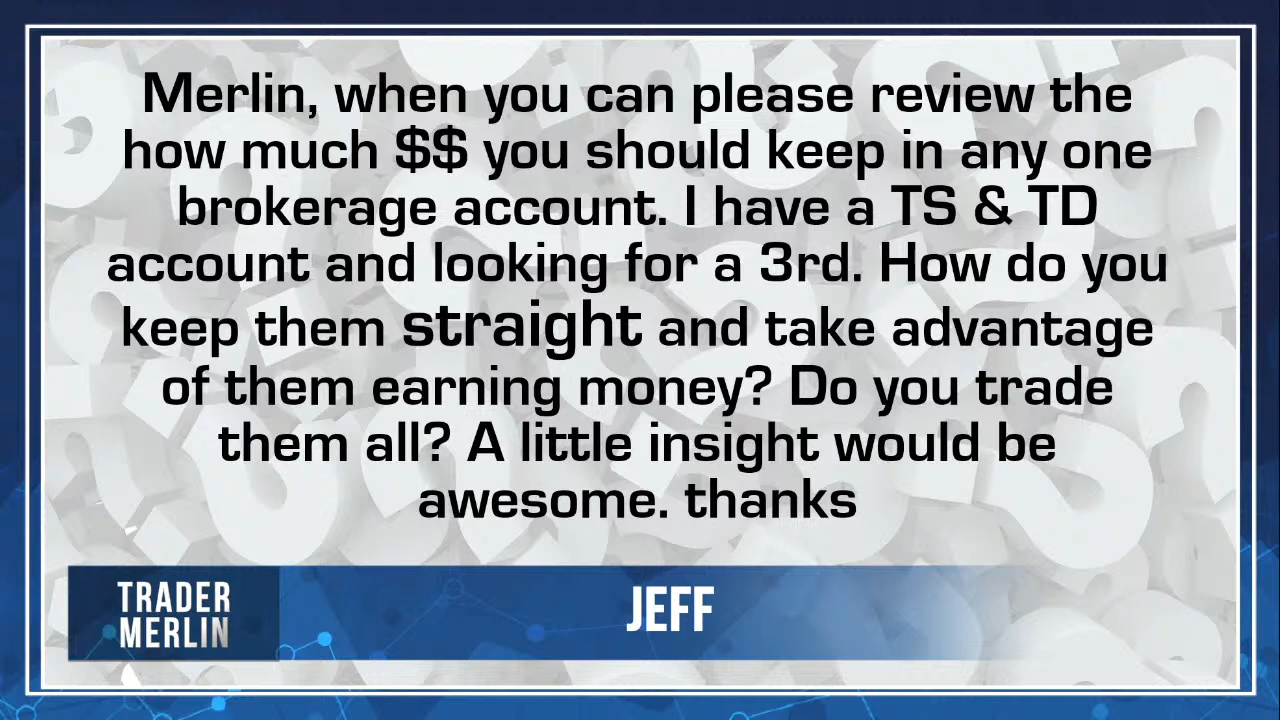 Merlin, when you can please review the
how much $$ you should keep in any one
brokerage account. I have a TS & TD
account and looking for a 3rd. How do you
keep them straight and take advantage
of them earning money? Do you trade
them all? A little insight would be
awesome. thanks
TRADER
MERLIN
JEFF